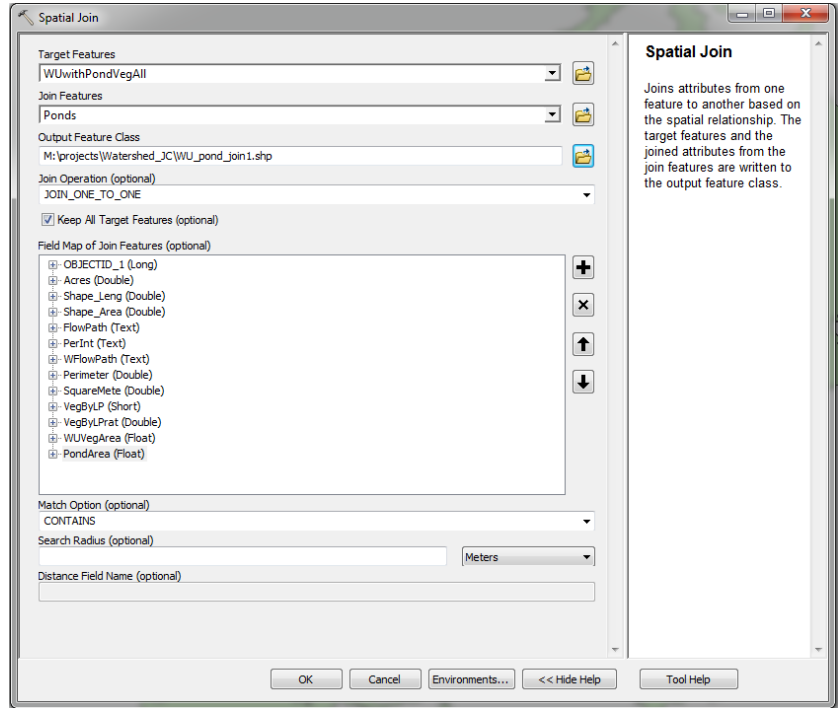 Spatial Join
Target Features
WUwithPondVegAll
Join Features
Ponds
Output Feature Class
M:\projects\Watershed_JC\WU_pond_join1.shp
Join Operation (optional)
JOIN_ONE_TO_ONE
Keep All Target Features (optional)
Field Map of Join Features (optional)
OBJECTID_1 (Long)
Acres (Double)
Shape_Leng (Double)
Shape_Area (Double)
FlowPath (Text)
PerInt (Text)
WFlowPath (Text)
Perimeter (Double)
SquareMete (Double)
VegByLP (Short)
VegByLPrat (Double)
WUVegArea (Float)
PondArea (Float)
Match Option (optional)
CONTAINS
Search Radius (optional)
Meters
Distance Field Name (optional)
Spatial Join
Joins attributes from one
feature to another based on
the spatial relationship. The
target features and the
joined attributes from the
join features are written to
the output feature class.
OK
Cancel
Environments...
<< Hide Help
Tool Help